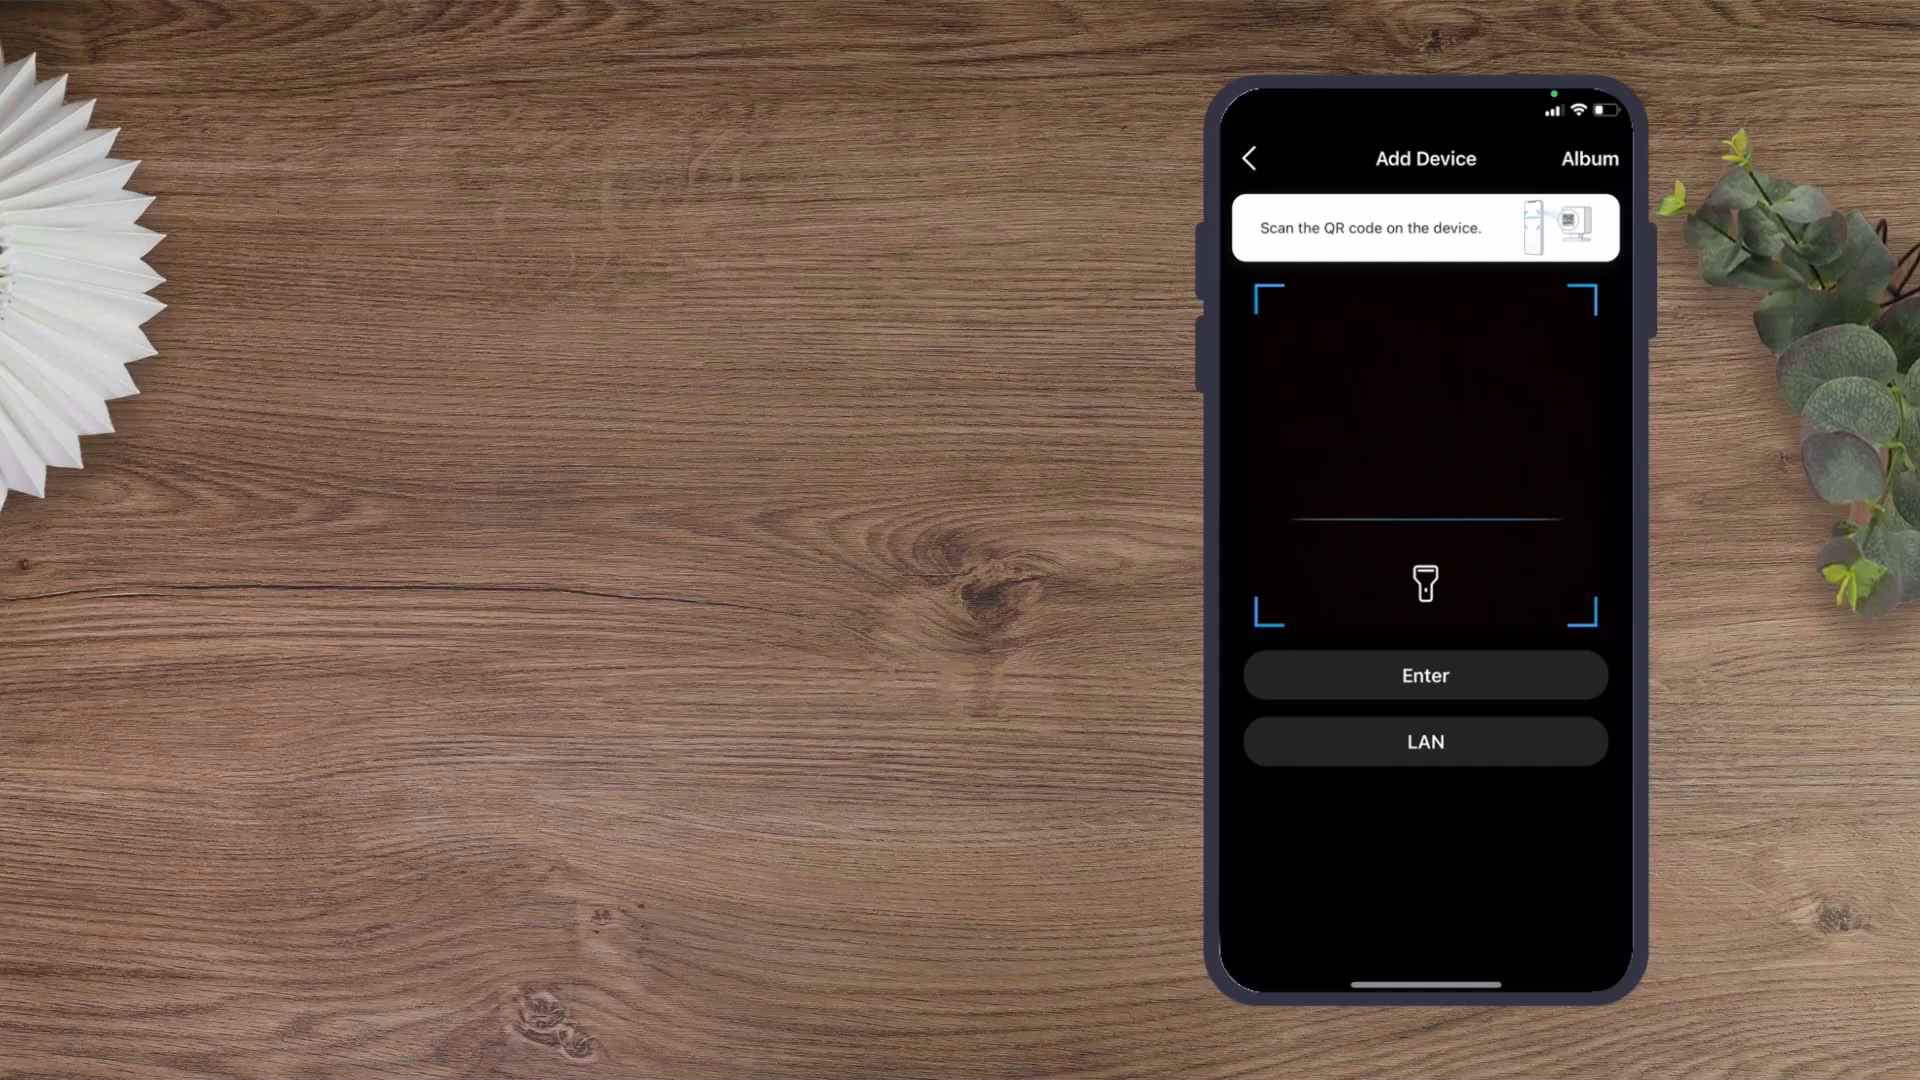 Add Device
Album
Scan the QR code on the device.
Enter
LAN